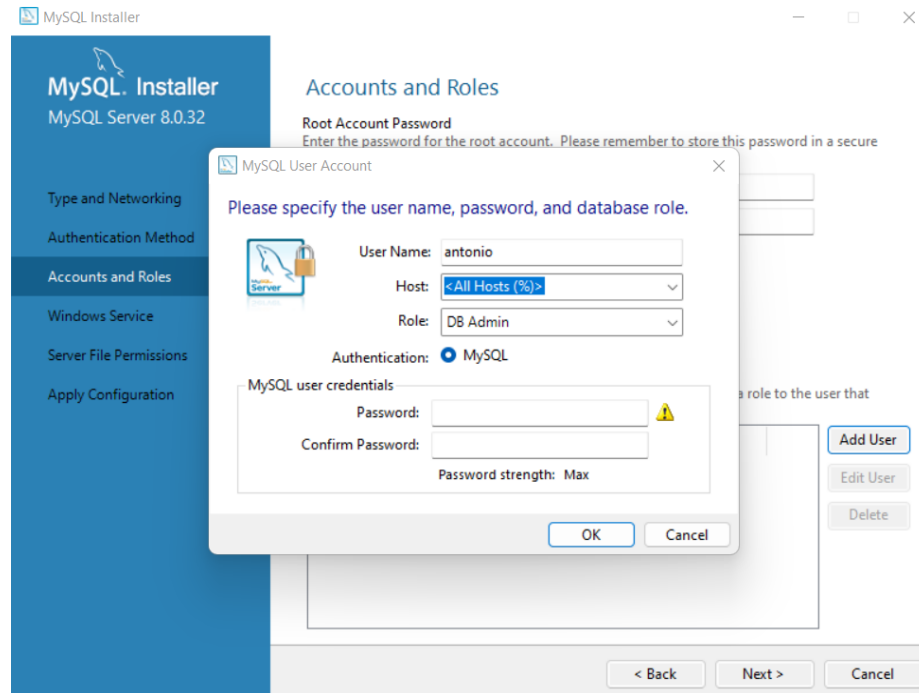 MySQL Installer
MySQL. Installer
MySQL Server 8.0.32
Type and Networking
Authentication Method
Accounts and Roles
Windows Service
Server File Permissions
Apply Configuration
Accounts and Roles
Root Account Password
Enter the password for the root account. Please remember to store this password in a secure
MySQL User Account
Please specify the user name, password, and database role.
MySQL
Server
User Name: antonio
Host: <All Hosts (%)>
Role: DB Admin
Authentication: MySQL
MySQL user credentials
Password:
Confirm Password:
Password strength: Max
OK
Cancel
a role to the user that
Add User
Edit User
Delete
< Back
Next >
Cancel